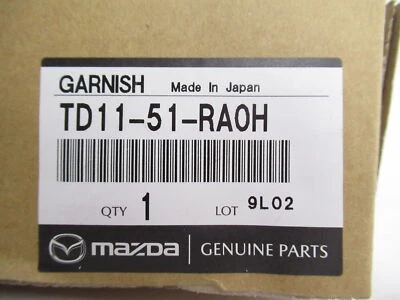 GARNISH Made In Japan
TD11-51-RA0H
QTY 1 LOT 9L02
mazda GENUINE PARTS